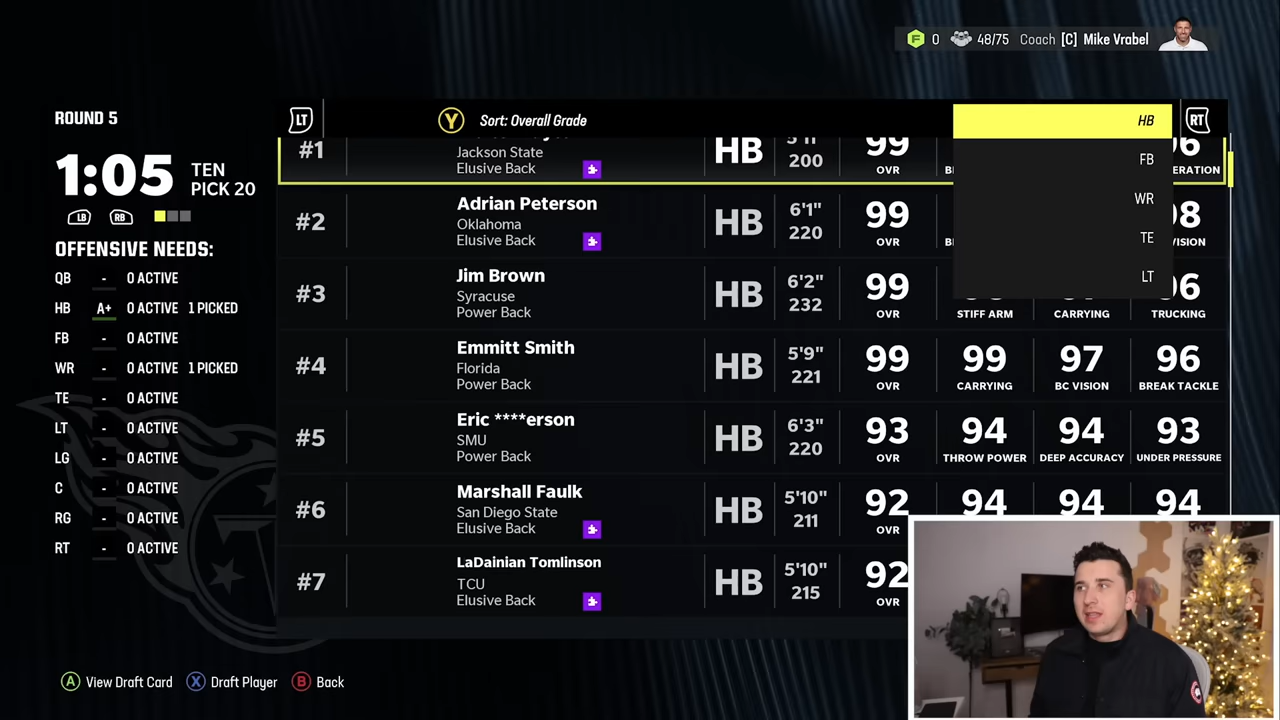 F 0 48/75 Coach [C] Mike Vrabel
ROUND 5
1:05 TEN
PICK 20
LB RB
OFFENSIVE NEEDS:
QB - 0 ACTIVE
HB A+ 0 ACTIVE 1 PICKED
FB - 0 ACTIVE
WR - 0 ACTIVE 1 PICKED
TE - 0 ACTIVE
LT - 0 ACTIVE
LG - 0 ACTIVE
C - 0 ACTIVE
RG - 0 ACTIVE
RT - 0 ACTIVE
LT Y Sort: Overall Grade HB RT
FB
WR
TE
LT
#1 Jackson State HB 5'11" 99
Elusive Back 200 OVR
#2 Adrian Peterson HB 6'1" 99
Oklahoma 220 OVR
Elusive Back
#3 Jim Brown HB 6'2" 99
Syracuse 232 OVR STIFF ARM CARRYING TRUCKING
Power Back
#4 Emmitt Smith HB 5'9" 99 99 97 96
Florida 221 OVR CARRYING BC VISION BREAK TACKLE
Power Back
#5 Eric ****erson HB 6'3" 93 94 94 93
SMU 220 OVR THROW POWER DEEP ACCURACY UNDER PRESSURE
Power Back
#6 Marshall Faulk HB 5'10" 92 94 94 94
San Diego State 211 OVR
Elusive Back
#7 LaDainian Tomlinson HB 5'10" 92
TCU 215 OVR
Elusive Back
A View Draft Card X Draft Player B Back